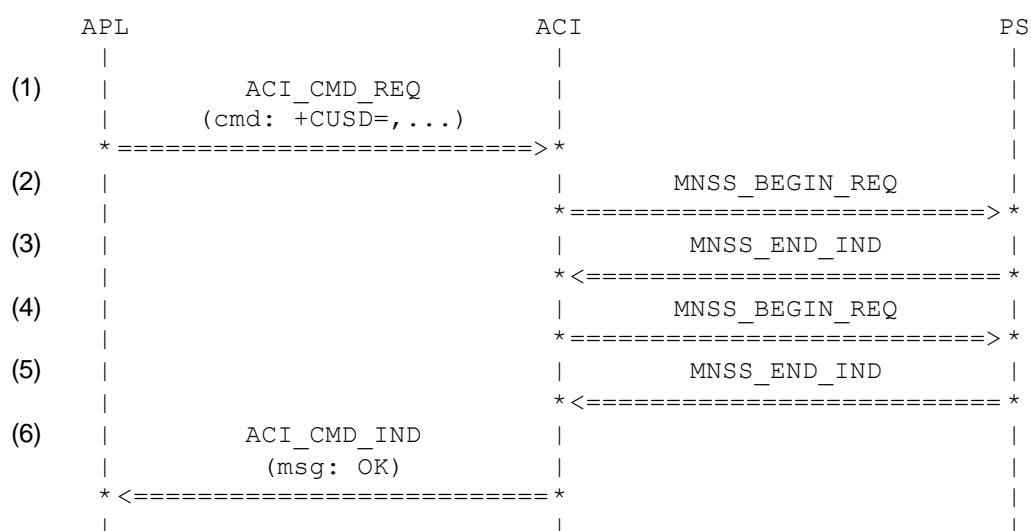 APL ACI PS
| | |
(1) | ACI_CMD_REQ | |
| (cmd: +CUSD=,...) | |
* ==========================> * |
(2) | | MNSS_BEGIN_REQ |
| * ==========================> *
(3) | | MNSS_END_IND |
| * <========================== *
(4) | | MNSS_BEGIN_REQ |
| * ==========================> *
(5) | | MNSS_END_IND |
| * <========================== *
(6) | ACI_CMD_IND | |
| (msg: OK) | |
* <========================== * |
| | |